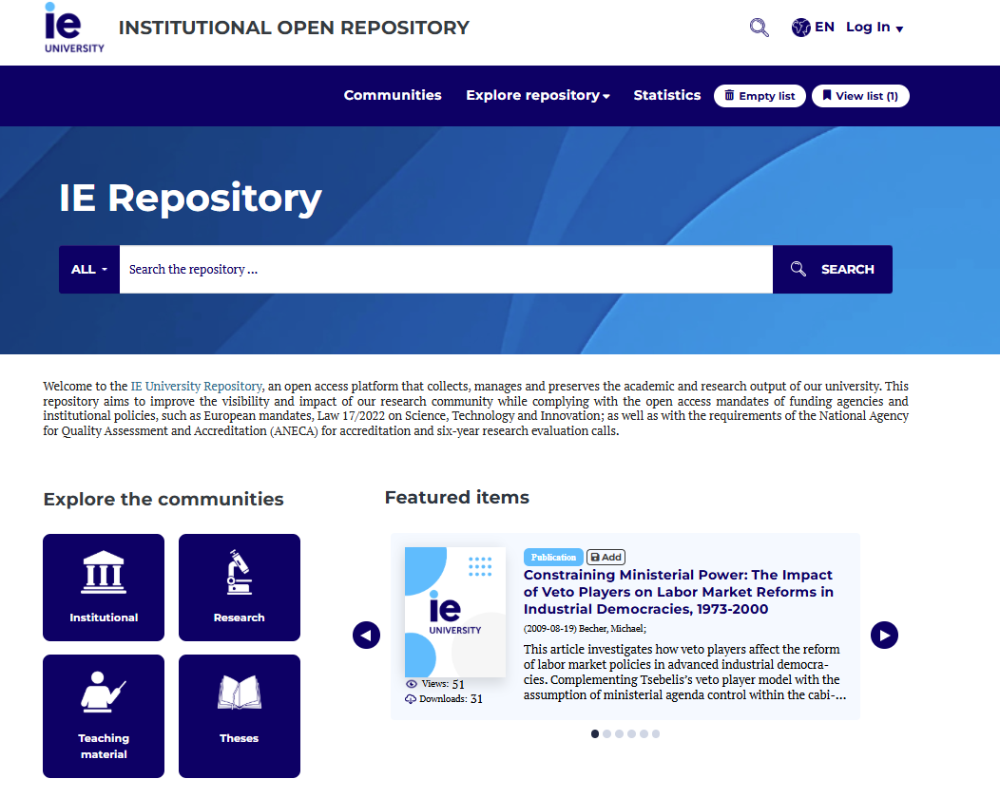 ie
UNIVERSITY
INSTITUTIONAL OPEN REPOSITORY
EN
Log In
Communities
Explore repository
Statistics
Empty list
View list (1)
IE Repository
ALL
Search the repository ...
SEARCH
Welcome to the IE University Repository, an open access platform that collects, manages and preserves the academic and research output of our university. This
repository aims to improve the visibility and impact of our research community while complying with the open access mandates of funding agencies and
institutional policies, such as European mandates, Law 17/2022 on Science, Technology and Innovation; as well as with the requirements of the National Agency
for Quality Assessment and Accreditation (ANECA) for accreditation and six-year research evaluation calls.
Explore the communities
Institutional
Research
Teaching
material
Theses
Featured items
ie
UNIVERSITY
Views: 51
Downloads: 31
Publication
Add
Constraining Ministerial Power: The Impact
of Veto Players on Labor Market Reforms in
Industrial Democracies, 1973-2000
(2009-08-19) Becher, Michael;
This article investigates how veto players affect the reform
of labor market policies in advanced industrial democra-
cies. Complementing Tsebelis’s veto player model with the
assumption of ministerial agenda control within the cabi-...